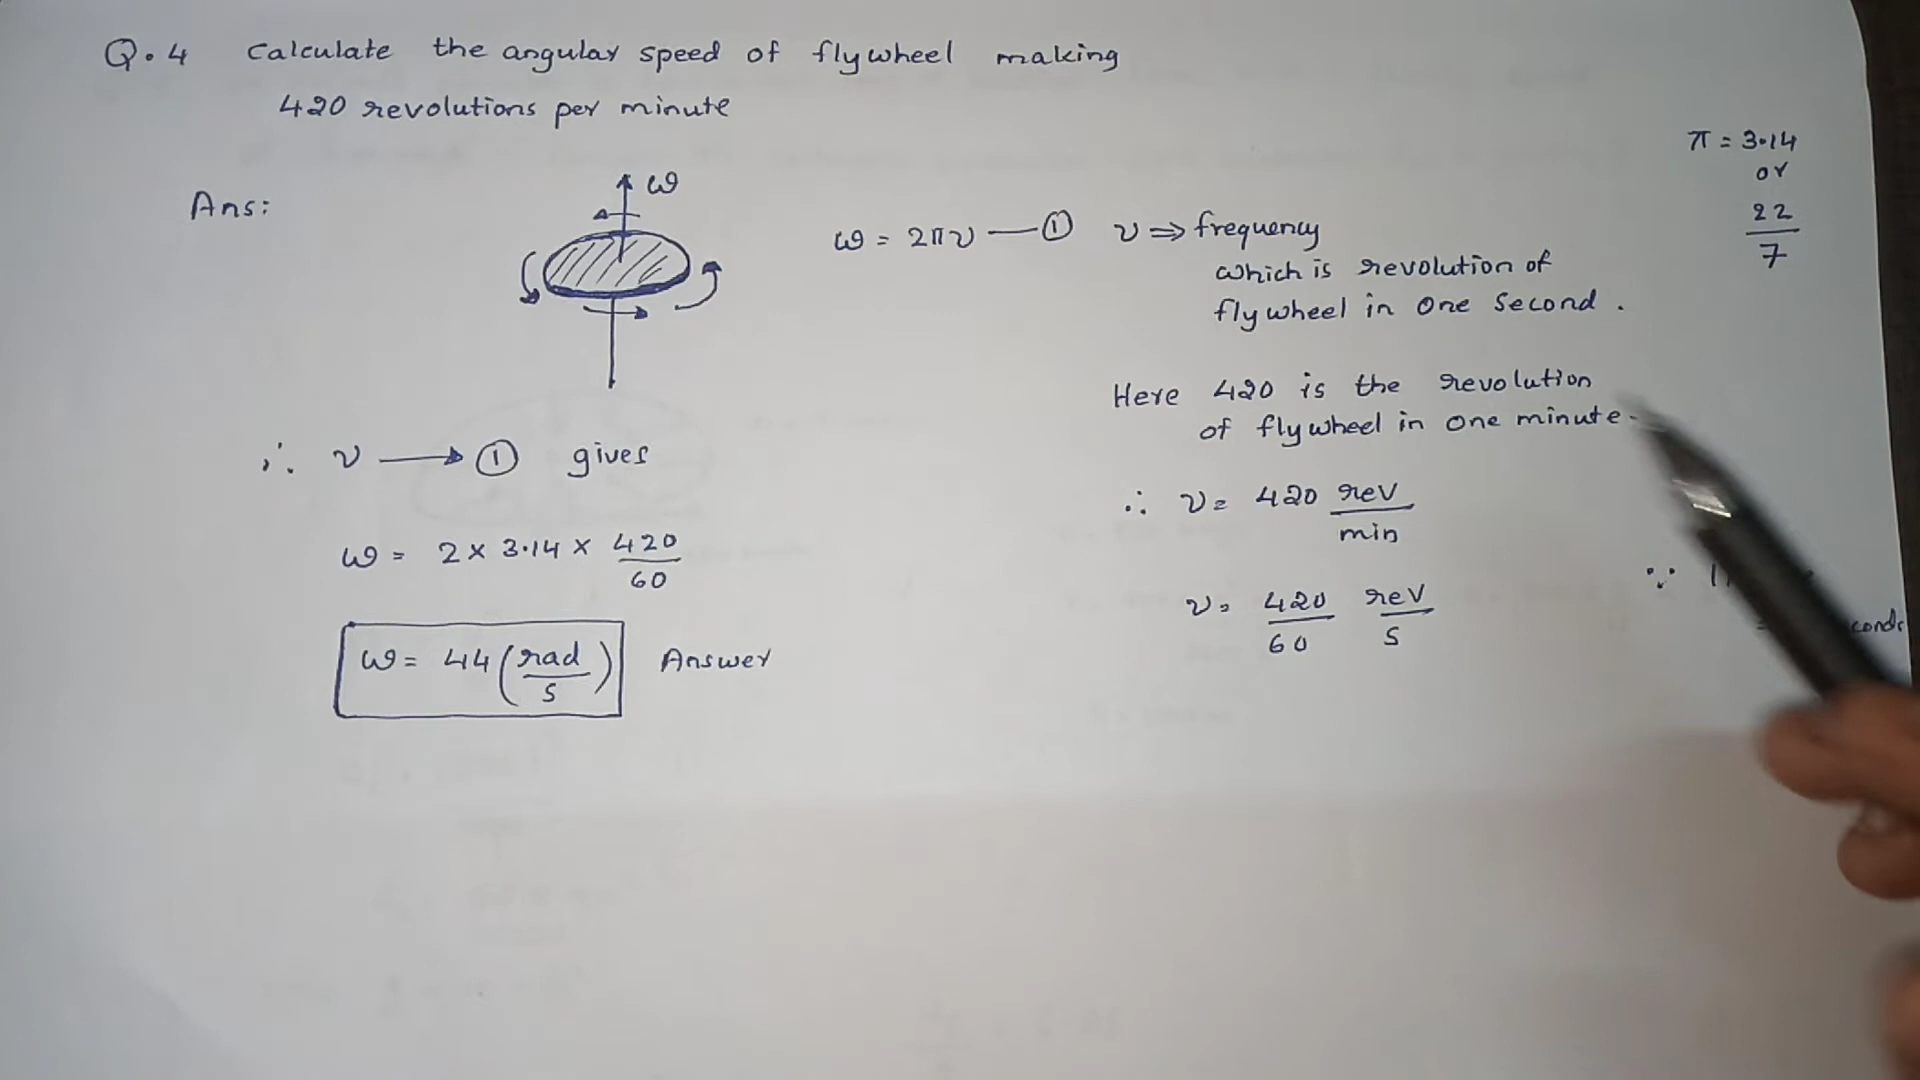 Q.4 Calculate the angular speed of flywheel making
420 revolutions per minute
Ans:
ω
ω = 2πν — ①
ν ⇒ frequency
which is revolution of
flywheel in one second.
π = 3.14
or
22
7
Here 420 is the revolution
of flywheel in one minute.
∴ ν = 420 rev
min
ν = 420 rev
60 s
∵
∴ ν → ① gives
ω = 2 × 3.14 × 420
60
ω = 44 (rad
s) Answer